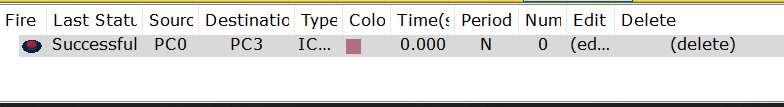 Fire Last Statu Sourc Destinatio Type Colo Time(s Period Num Edit Delete
Successful PC0 PC3 IC... 0.000 N 0 (ed... (delete)